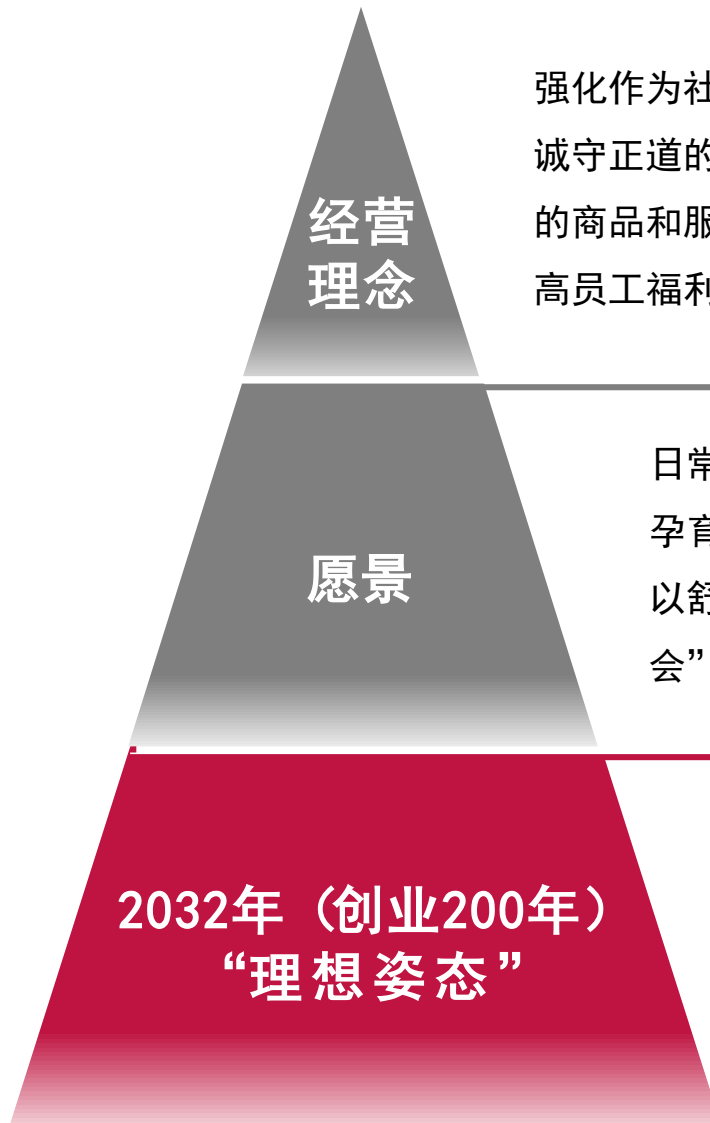 强化作为社
诚守正道的
的商品和服
高员工福利
经营
理念
日常
孕育
以舒
会”
愿景
2032年（创业200年）
“理想姿态”